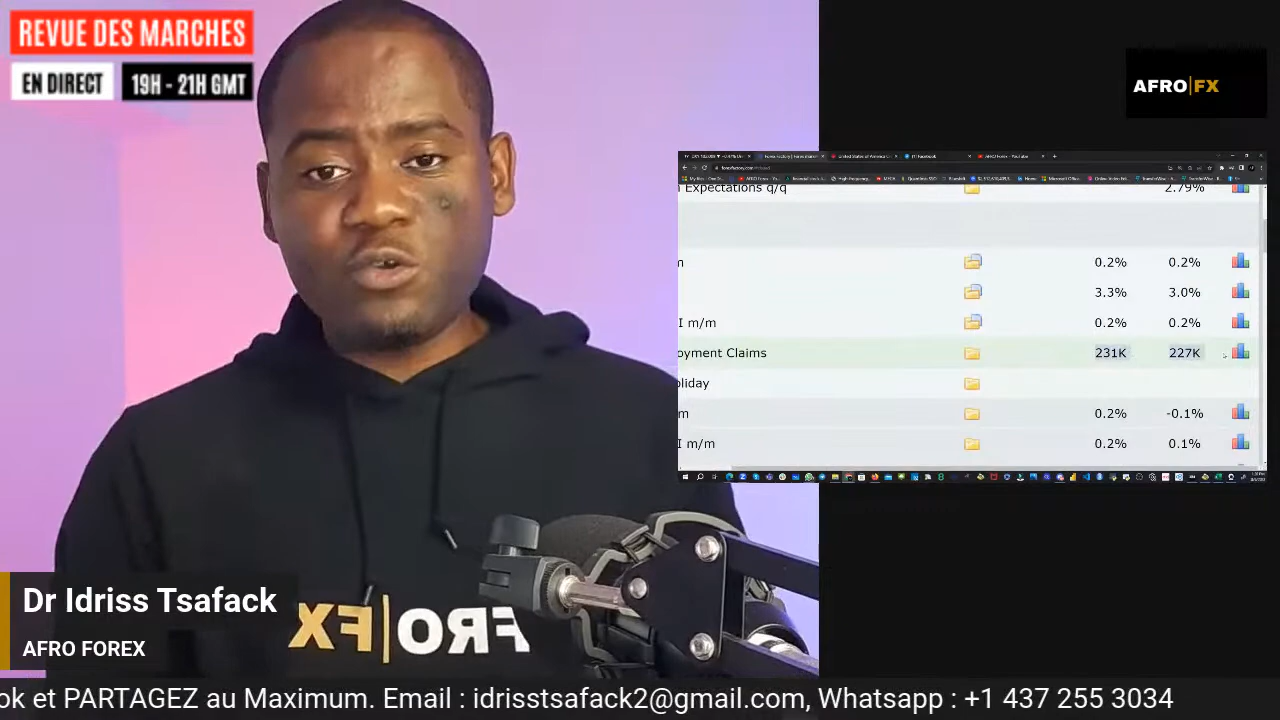 REVUE DES MARCHES
EN DIRECT
19H - 21H GMT
AFRO|FX
Expectations q/q
2.79%
0.2% 0.2%
3.3% 3.0%
I m/m 0.2% 0.2%
oyment Claims 231K 227K
oliday
m 0.2% -0.1%
I m/m 0.2% 0.1%
Dr Idriss Tsafack
AFRO FOREX
AFRO|FX
ok et PARTAGEZ au Maximum. Email : idrisstsafack2@gmail.com, Whatsapp : +1 437 255 3034